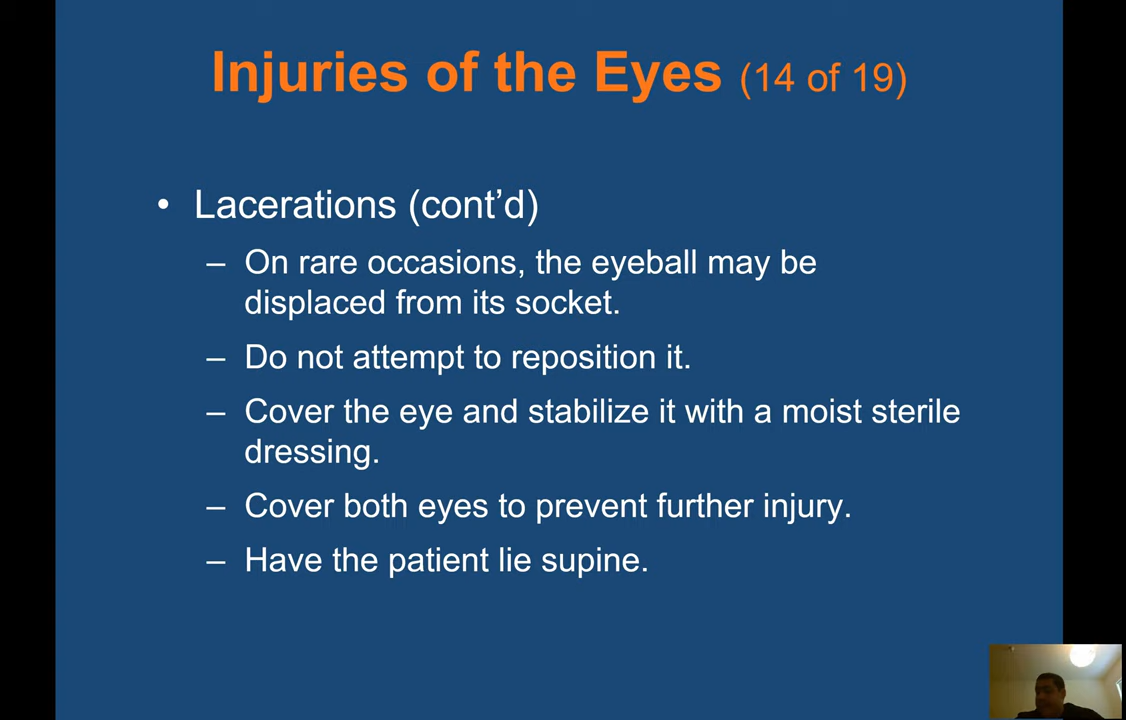 Injuries of the Eyes (14 of 19)
• Lacerations (cont’d)
– On rare occasions, the eyeball may be
displaced from its socket.
– Do not attempt to reposition it.
– Cover the eye and stabilize it with a moist sterile
dressing.
– Cover both eyes to prevent further injury.
– Have the patient lie supine.